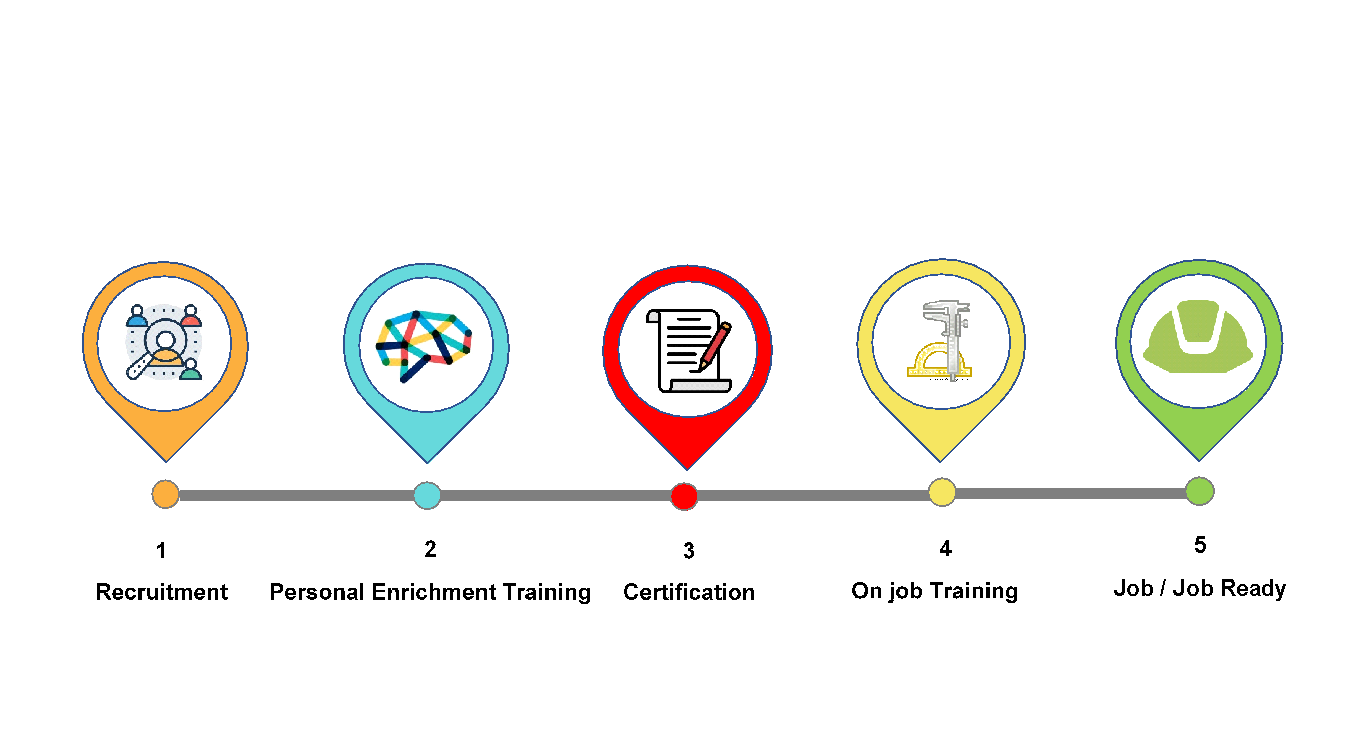 1
Recruitment
2
Personal Enrichment Training
3
Certification
4
On job Training
5
Job / Job Ready